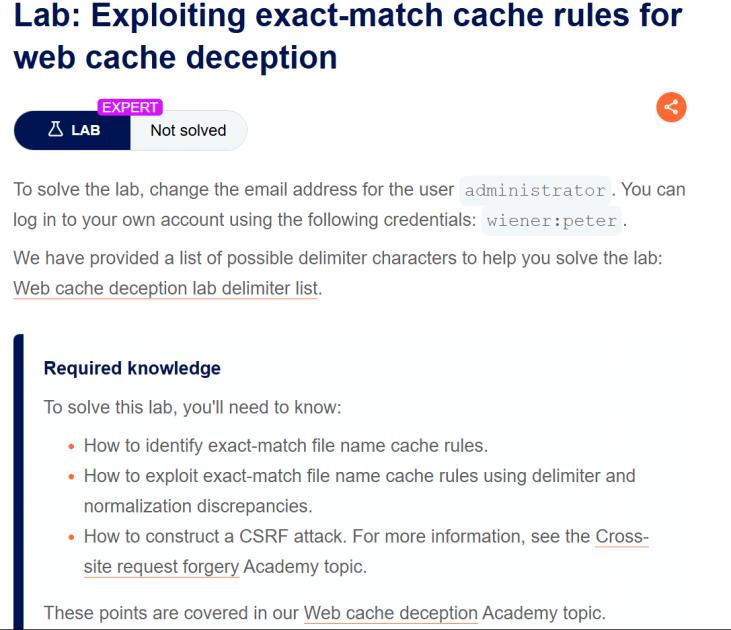 Lab: Exploiting exact-match cache rules for
web cache deception
EXPERT
LAB
Not solved
To solve the lab, change the email address for the user administrator. You can
log in to your own account using the following credentials: wiener:peter.
We have provided a list of possible delimiter characters to help you solve the lab:
Web cache deception lab delimiter list.
Required knowledge
To solve this lab, you'll need to know:
How to identify exact-match file name cache rules.
How to exploit exact-match file name cache rules using delimiter and
normalization discrepancies.
How to construct a CSRF attack. For more information, see the Cross-
site request forgery Academy topic.
These points are covered in our Web cache deception Academy topic.